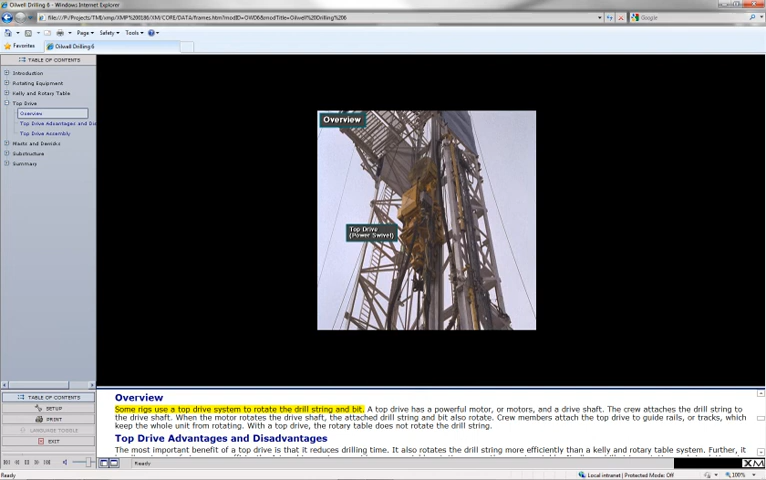 Oilwell Drilling 6 - Windows Internet Explorer
Google
Page
Safety
Tools
Favorites
Oilwell Drilling 6
TABLE OF CONTENTS
Introduction
Rotating Equipment
Kelly and Rotary Table
Top Drive
Overview
Top Drive Advantages and Dis
Top Drive Assembly
Masts and Derricks
Substructure
Summary
Overview
Top Drive
(Power Swivel)
TABLE OF CONTENTS
SETUP
PRINT
LANGUAGE TOGGLE
EXIT
Overview
Some rigs use a top drive system to rotate the drill string and bit. A top drive has a powerful motor, or motors, and a drive shaft. The crew attaches the drill string to
the drive shaft. When the motor rotates the drive shaft, the attached drill string and bit also rotate. Crew members attach the top drive to guide rails, or tracks, which
keep the whole unit from rotating. With a top drive, the rotary table does not rotate the drill string.
Top Drive Advantages and Disadvantages
The most important benefit of a top drive is that it reduces drilling time. It also rotates the drill string more efficiently than a kelly and rotary table system. Further, it
Ready
XM
Ready
Local intranet | Protected Mode: Off
100%